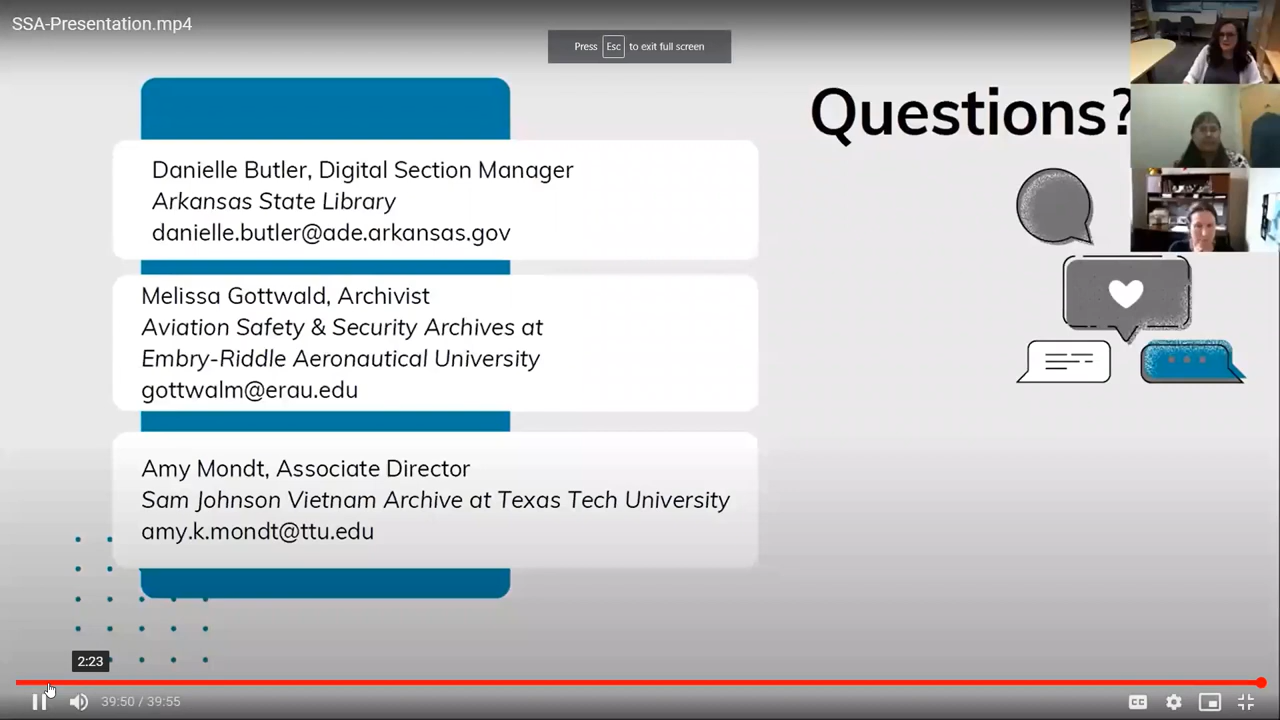 SSA-Presentation.mp4
Press Esc to exit full screen
Questions?
Danielle Butler, Digital Section Manager
Arkansas State Library
danielle.butler@ade.arkansas.gov
Melissa Gottwald, Archivist
Aviation Safety & Security Archives at
Embry-Riddle Aeronautical University
gottwalm@erau.edu
Amy Mondt, Associate Director
Sam Johnson Vietnam Archive at Texas Tech University
amy.k.mondt@ttu.edu
2:23
39:50 / 39:55
CC